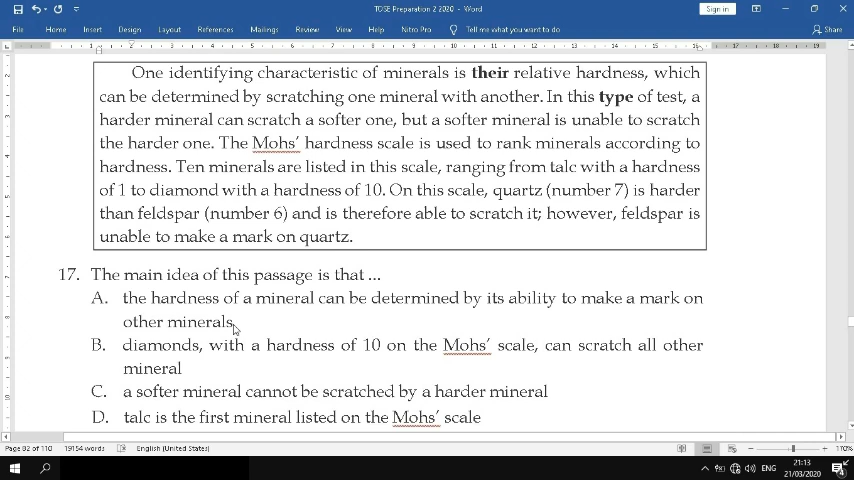 TOSE Preparation 2 2020 - Word
Sign in
File Home Insert Design Layout References Mailings Review View Help Nitro Pro Tell me what you want to do Share
One identifying characteristic of minerals is their relative hardness, which
can be determined by scratching one mineral with another. In this type of test, a
harder mineral can scratch a softer one, but a softer mineral is unable to scratch
the harder one. The Mohs' hardness scale is used to rank minerals according to
hardness. Ten minerals are listed in this scale, ranging from talc with a hardness
of 1 to diamond with a hardness of 10. On this scale, quartz (number 7) is harder
than feldspar (number 6) and is therefore able to scratch it; however, feldspar is
unable to make a mark on quartz.
17. The main idea of this passage is that ...
A. the hardness of a mineral can be determined by its ability to make a mark on
other minerals
B. diamonds, with a hardness of 10 on the Mohs' scale, can scratch all other
mineral
C. a softer mineral cannot be scratched by a harder mineral
D. talc is the first mineral listed on the Mohs' scale
Page 82 of 110 19154 words English (United States) 110%
ENG
21:13
21/03/2020